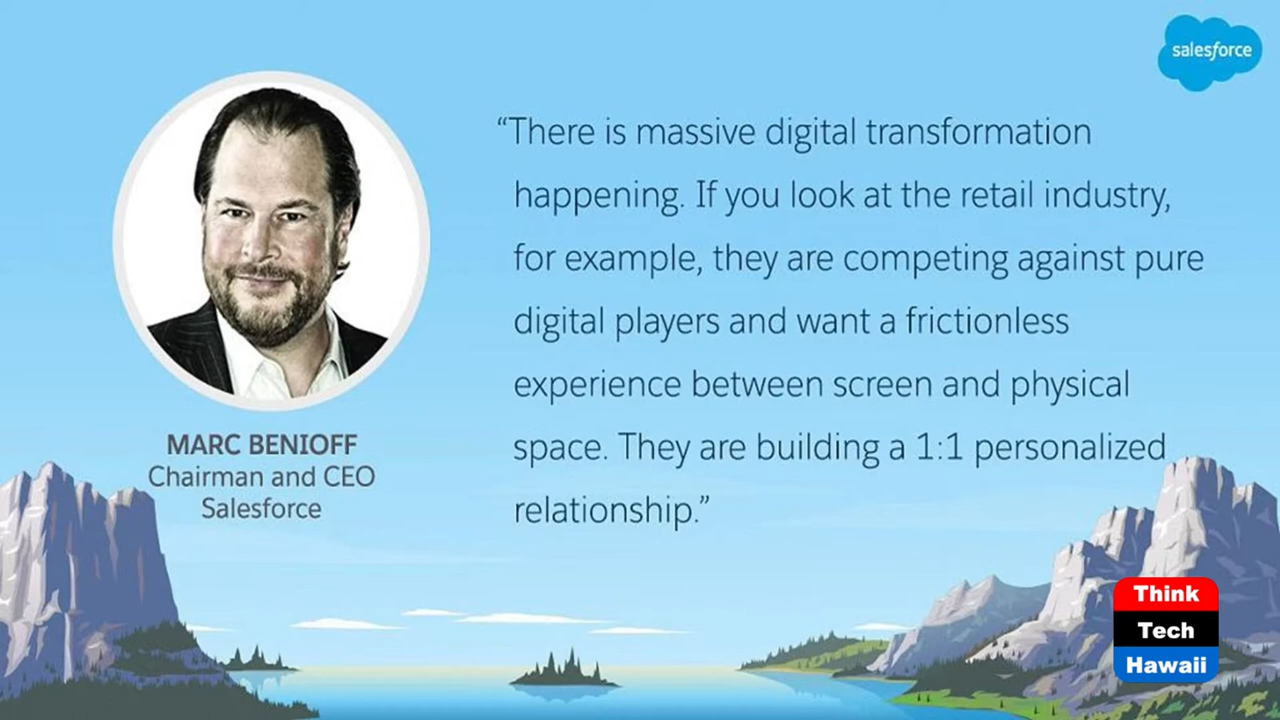 salesforce
“There is massive digital transformation
happening. If you look at the retail industry,
for example, they are competing against pure
digital players and want a frictionless
experience between screen and physical
space. They are building a 1:1 personalized
relationship.”
MARC BENIOFF
Chairman and CEO
Salesforce
Think
Tech
Hawaii